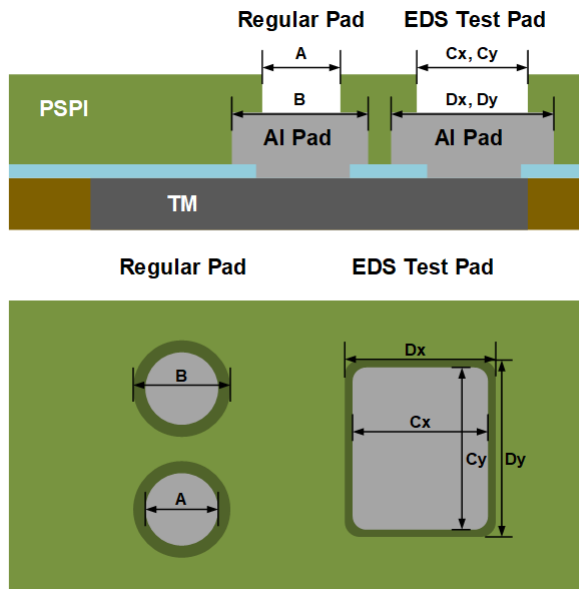 Regular Pad
EDS Test Pad
A
Cx, Cy
B
Dx, Dy
PSPI
Al Pad
Al Pad
TM
Regular Pad
EDS Test Pad
Dx
B
Cx
Cy
Dy
A